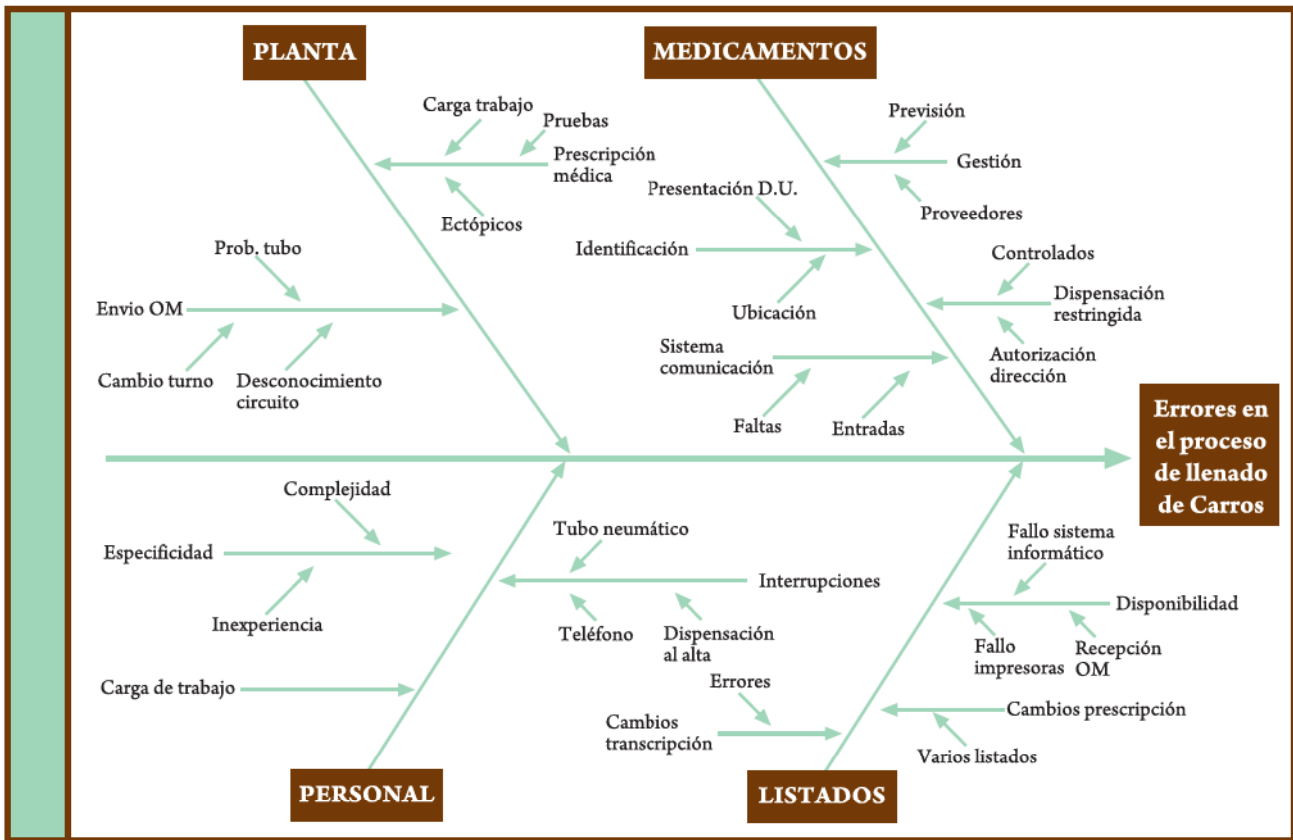 PLANTA
MEDICAMENTOS
Carga trabajo
Pruebas
Prescripción
médica
Ectópicos
Prob. tubo
Envio OM
Cambio turno
Desconocimiento
circuito
Previsión
Gestión
Proveedores
Presentación D.U.
Identificación
Ubicación
Controlados
Dispensación
restringida
Autorización
dirección
Sistema
comunicación
Faltas
Entradas
Errores en
el proceso
de llenado
de Carros
Complejidad
Especificidad
Inexperiencia
Carga de trabajo
Tubo neumático
Interrupciones
Teléfono
Dispensación
al alta
Fallo sistema
informático
Disponibilidad
Fallo
impresoras
Recepción
OM
Errores
Cambios
transcripción
Cambios prescripción
Varios listados
PERSONAL
LISTADOS